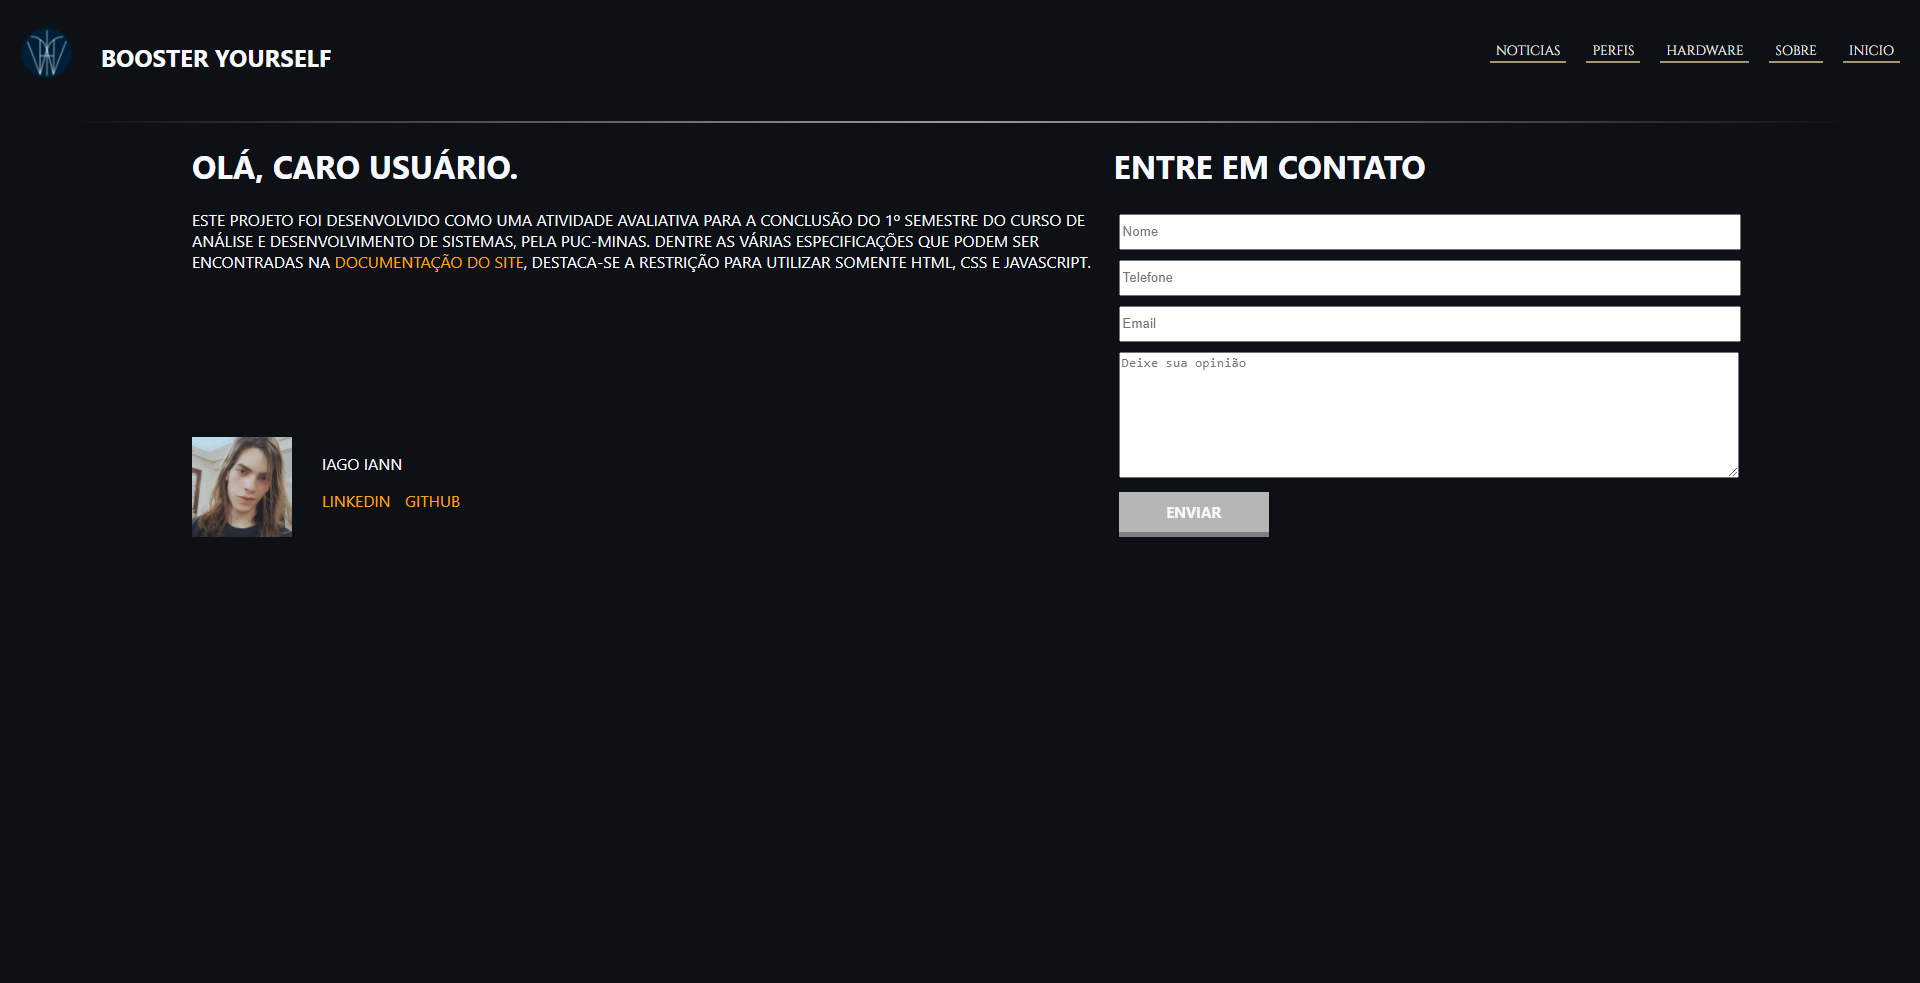 BOOSTER YOURSELF
NOTICIAS PERFIS HARDWARE SOBRE INICIO
OLÁ, CARO USUÁRIO.
ESTE PROJETO FOI DESENVOLVIDO COMO UMA ATIVIDADE AVALIATIVA PARA A CONCLUSÃO DO 1º SEMESTRE DO CURSO DE
ANÁLISE E DESENVOLVIMENTO DE SISTEMAS, PELA PUC-MINAS. DENTRE AS VÁRIAS ESPECIFICAÇÕES QUE PODEM SER
ENCONTRADAS NA DOCUMENTAÇÃO DO SITE, DESTACA-SE A RESTRIÇÃO PARA UTILIZAR SOMENTE HTML, CSS E JAVASCRIPT.
IAGO IANN
LINKEDIN GITHUB
ENTRE EM CONTATO
Nome
Telefone
Email
Deixe sua opinião
ENVIAR